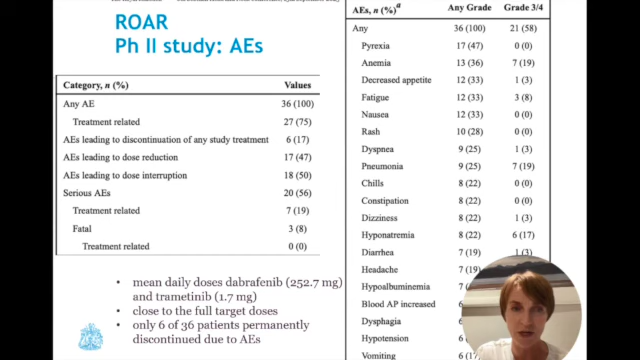 ROAR
Ph II study: AEs
Category, n (%) Values
Any AE 36 (100)
Treatment related 27 (75)
AEs leading to discontinuation of any study treatment 6 (17)
AEs leading to dose reduction 17 (47)
AEs leading to dose interruption 18 (50)
Serious AEs 20 (56)
Treatment related 7 (19)
Fatal 3 (8)
Treatment related 0 (0)
• mean daily doses dabrafenib (252.7 mg)
and trametinib (1.7 mg)
• close to the full target doses
• only 6 of 36 patients permanently
discontinued due to AEs
AEs, n (%)a Any Grade Grade 3/4
Any 36 (100) 21 (58)
Pyrexia 17 (47) 0 (0)
Anemia 13 (36) 7 (19)
Decreased appetite 12 (33) 1 (3)
Fatigue 12 (33) 3 (8)
Nausea 12 (33) 0 (0)
Rash 10 (28) 0 (0)
Dyspnea 9 (25) 1 (3)
Pneumonia 9 (25) 7 (19)
Chills 8 (22) 0 (0)
Constipation 8 (22) 0 (0)
Dizziness 8 (22) 1 (3)
Hyponatremia 8 (22) 6 (17)
Diarrhea 7 (19) 1 (3)
Headache 7 (19)
Hypoalbuminemia 7
Blood AP increased 6
Dysphagia 6
Hypotension 6
Vomiting 6 (17)